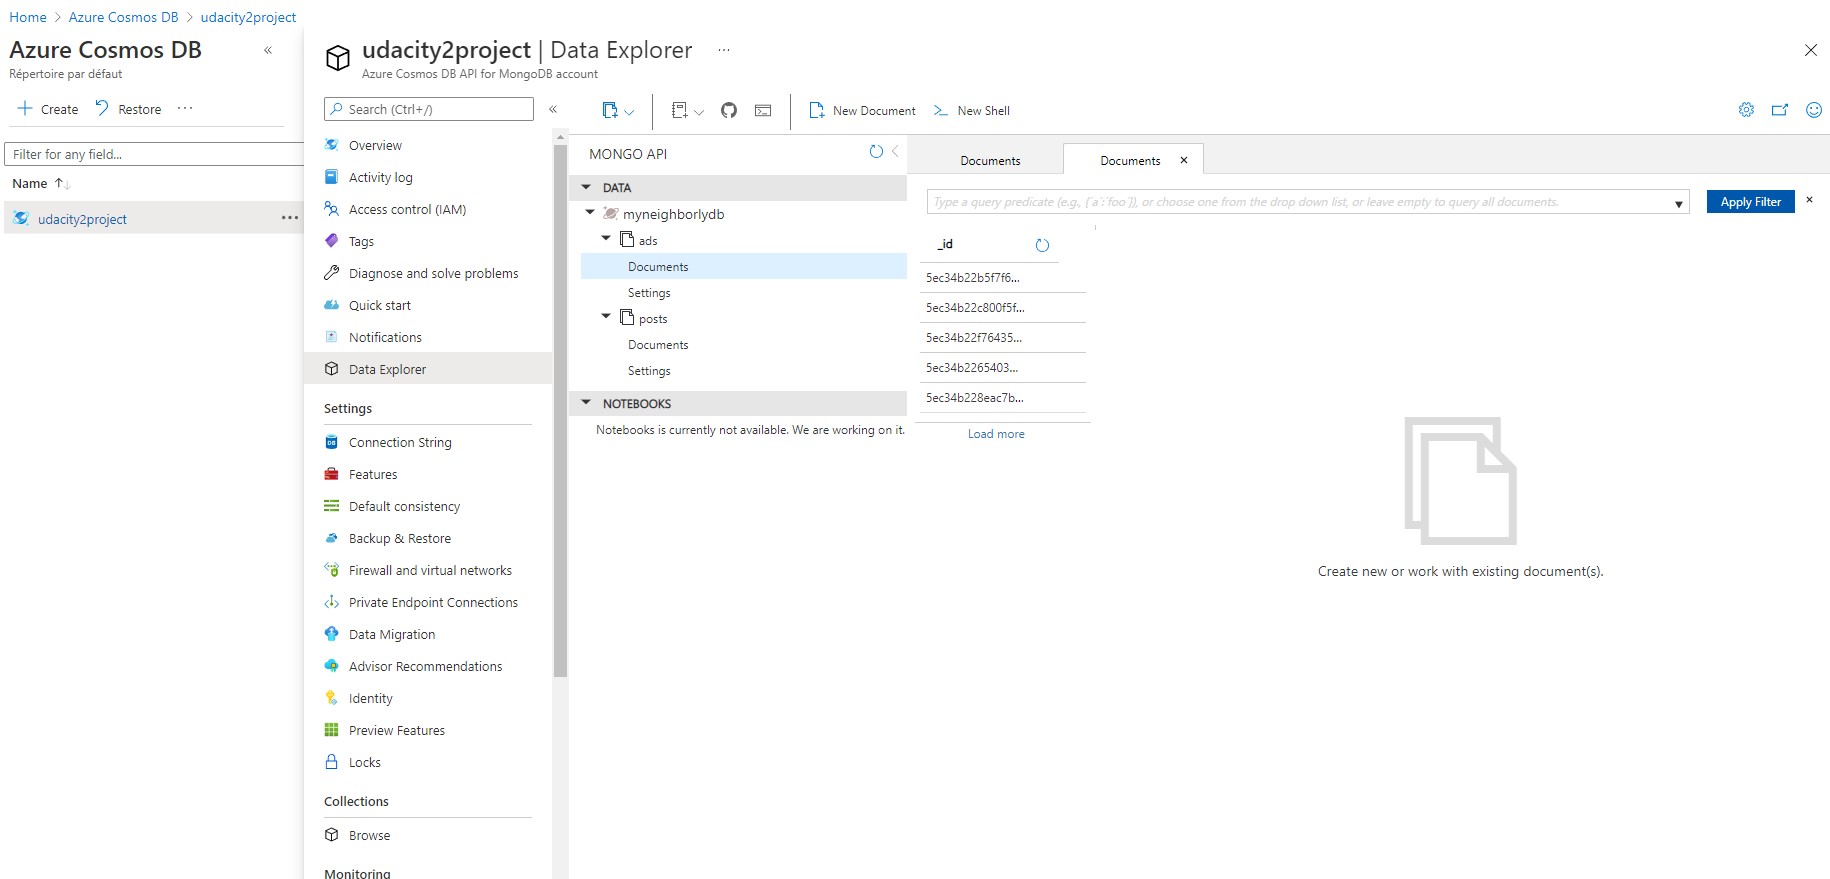 Home > Azure Cosmos DB > udacity2project
Azure Cosmos DB «
Répertoire par défaut
+ Create Restore ···
Filter for any field...
Name ↑↓
udacity2project ···
udacity2project | Data Explorer ···
Azure Cosmos DB API for MongoDB account
Search (Ctrl+/) «
Overview
Activity log
Access control (IAM)
Tags
Diagnose and solve problems
Quick start
Notifications
Data Explorer
Settings
Connection String
Features
Default consistency
Backup & Restore
Firewall and virtual networks
Private Endpoint Connections
Data Migration
Advisor Recommendations
Identity
Preview Features
Locks
Collections
Browse
Monitoring
New Document New Shell
MONGO API
DATA
myneighborlydb
ads
Documents
Settings
posts
Documents
Settings
NOTEBOOKS
Notebooks is currently not available. We are working on it.
Documents Documents
Type a query predicate (e.g., {´a´:´foo´}), or choose one from the drop down list, or leave empty to query all documents.
Apply Filter
_id
5ec34b22b5f7f6...
5ec34b22c800f5f...
5ec34b22f76435...
5ec34b2265403...
5ec34b228eac7b...
Load more
Create new or work with existing document(s).